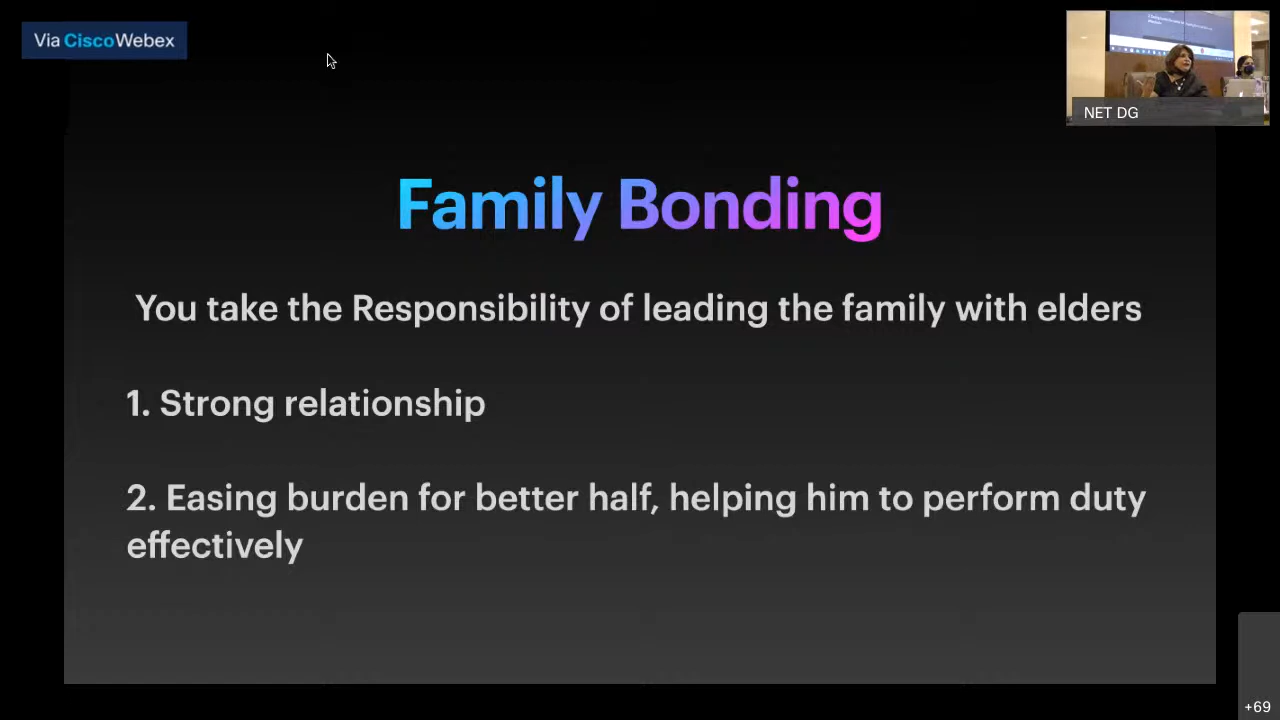 Via CiscoWebex
NET DG
Family Bonding
You take the Responsibility of leading the family with elders
1. Strong relationship
2. Easing burden for better half, helping him to perform duty
effectively
+69